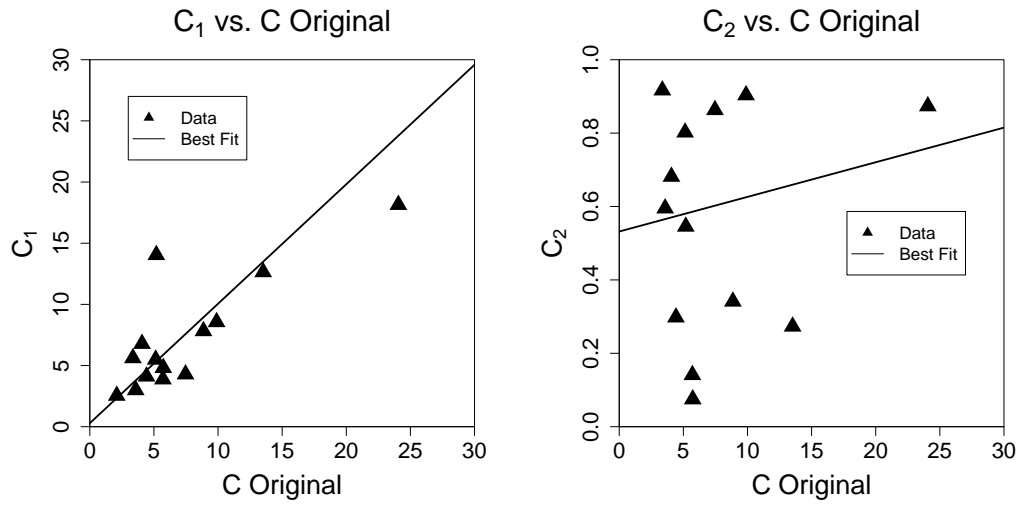 C₁ vs. C Original
30
25
20
15
10
5
0
C₁
Data
Best Fit
0 5 10 15 20 25 30
C Original
C₂ vs. C Original
1.0
0.8
0.6
0.4
0.2
0.0
C₂
Data
Best Fit
0 5 10 15 20 25 30
C Original